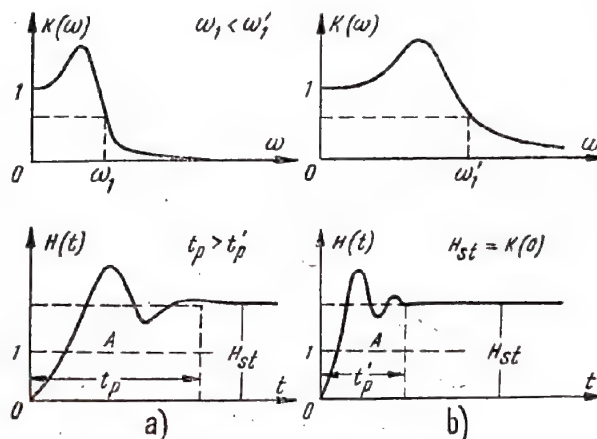 K(ω) ω₁ < ω₁′ K(ω)
1 1
0 ω₁ ω 0 ω₁′ ω
H(t) tₚ > tₚ′ H(t) Hst = K(0)
A A
1 Hst 1 Hst
tₚ tₚ′
0 t 0 t
a) b)